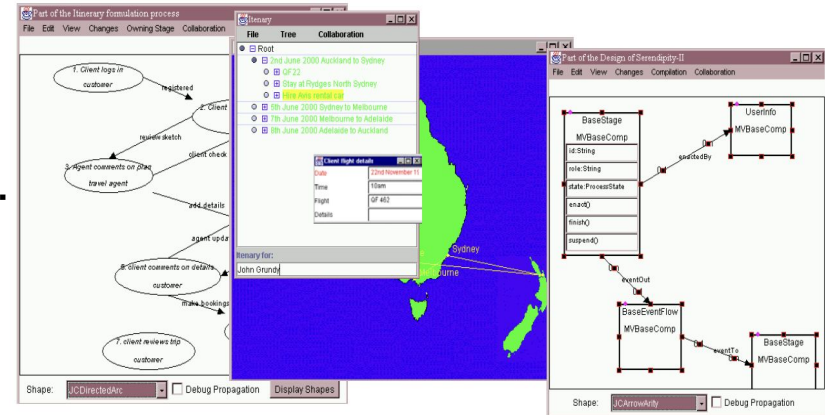 Part of the Itinerary formulation process
File Edit View Changes Owning Stage Collaboration
1. Client logs in
customer
registered
2. Client
review sketch
client check
3. Agent comments on plan
travel agent
add details
agent upda
5. client comments on details
customer
make bookings
7. client reviews trip
customer
Shape: JCDirectedArc Debug Propagation Display Shapes
Itenary
File Tree Collaboration
Root
2nd June 2000 Auckland to Sydney
QF22
Stay at Rydges North Sydney
Hire Avis rental car
5th June 2000 Sydney to Melbourne
7th June 2000 Melbourne to Adelaide
8th June 2000 Adelaide to Auckland
Client flight details
Date 22nd November 1
Time 10am
Flight QF 462
Details
Itenary for:
John Grundy
Sydney
elbourne
Part of the Design of Serendipity-II
File Edit View Changes Compilation Collaboration
BaseStage
MVBaseComp
id:String
role:String
state:ProcessState
enact()
finish()
suspend()
UserInfo
MVBaseComp
enactedBy
eventOut
BaseEventFlow
MVBaseComp
eventTo
BaseStage
MVBaseComp
Shape: JCArrowArity Debug Propagation